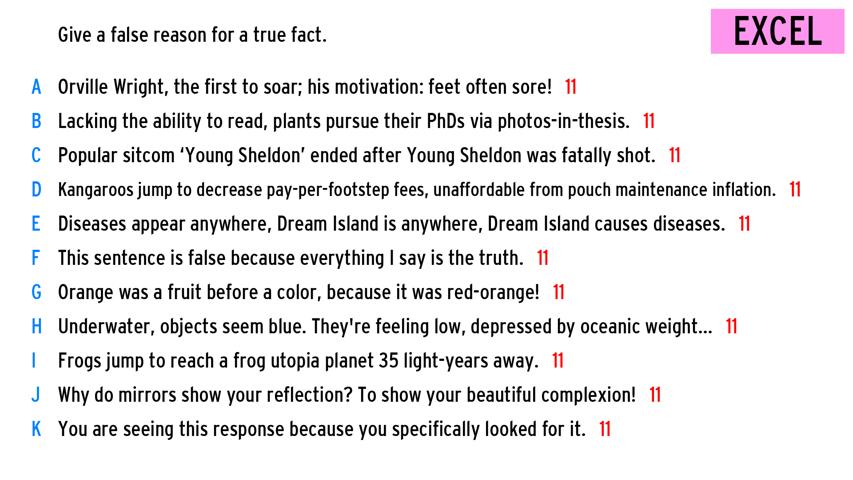 Give a false reason for a true fact.
EXCEL
A Orville Wright, the first to soar; his motivation: feet often sore! 11
B Lacking the ability to read, plants pursue their PhDs via photos-in-thesis. 11
C Popular sitcom ‘Young Sheldon’ ended after Young Sheldon was fatally shot. 11
D Kangaroos jump to decrease pay-per-footstep fees, unaffordable from pouch maintenance inflation. 11
E Diseases appear anywhere, Dream Island is anywhere, Dream Island causes diseases. 11
F This sentence is false because everything I say is the truth. 11
G Orange was a fruit before a color, because it was red-orange! 11
H Underwater, objects seem blue. They're feeling low, depressed by oceanic weight... 11
I Frogs jump to reach a frog utopia planet 35 light-years away. 11
J Why do mirrors show your reflection? To show your beautiful complexion! 11
K You are seeing this response because you specifically looked for it. 11